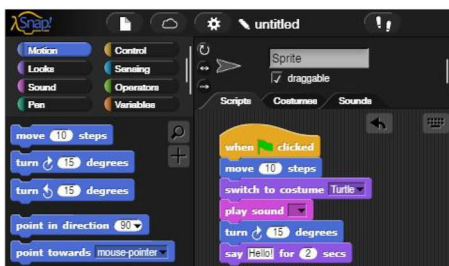 Snap!
untitled
Motion
Control
Looks
Sensing
Sound
Operators
Pen
Variables
Sprite
draggable
Scripts Costumes Sounds
move 10 steps
turn 15 degrees
turn 15 degrees
point in direction 90
point towards mouse-pointer
when clicked
move 10 steps
switch to costume Turtle
play sound
turn 15 degrees
say Hello! for 2 secs